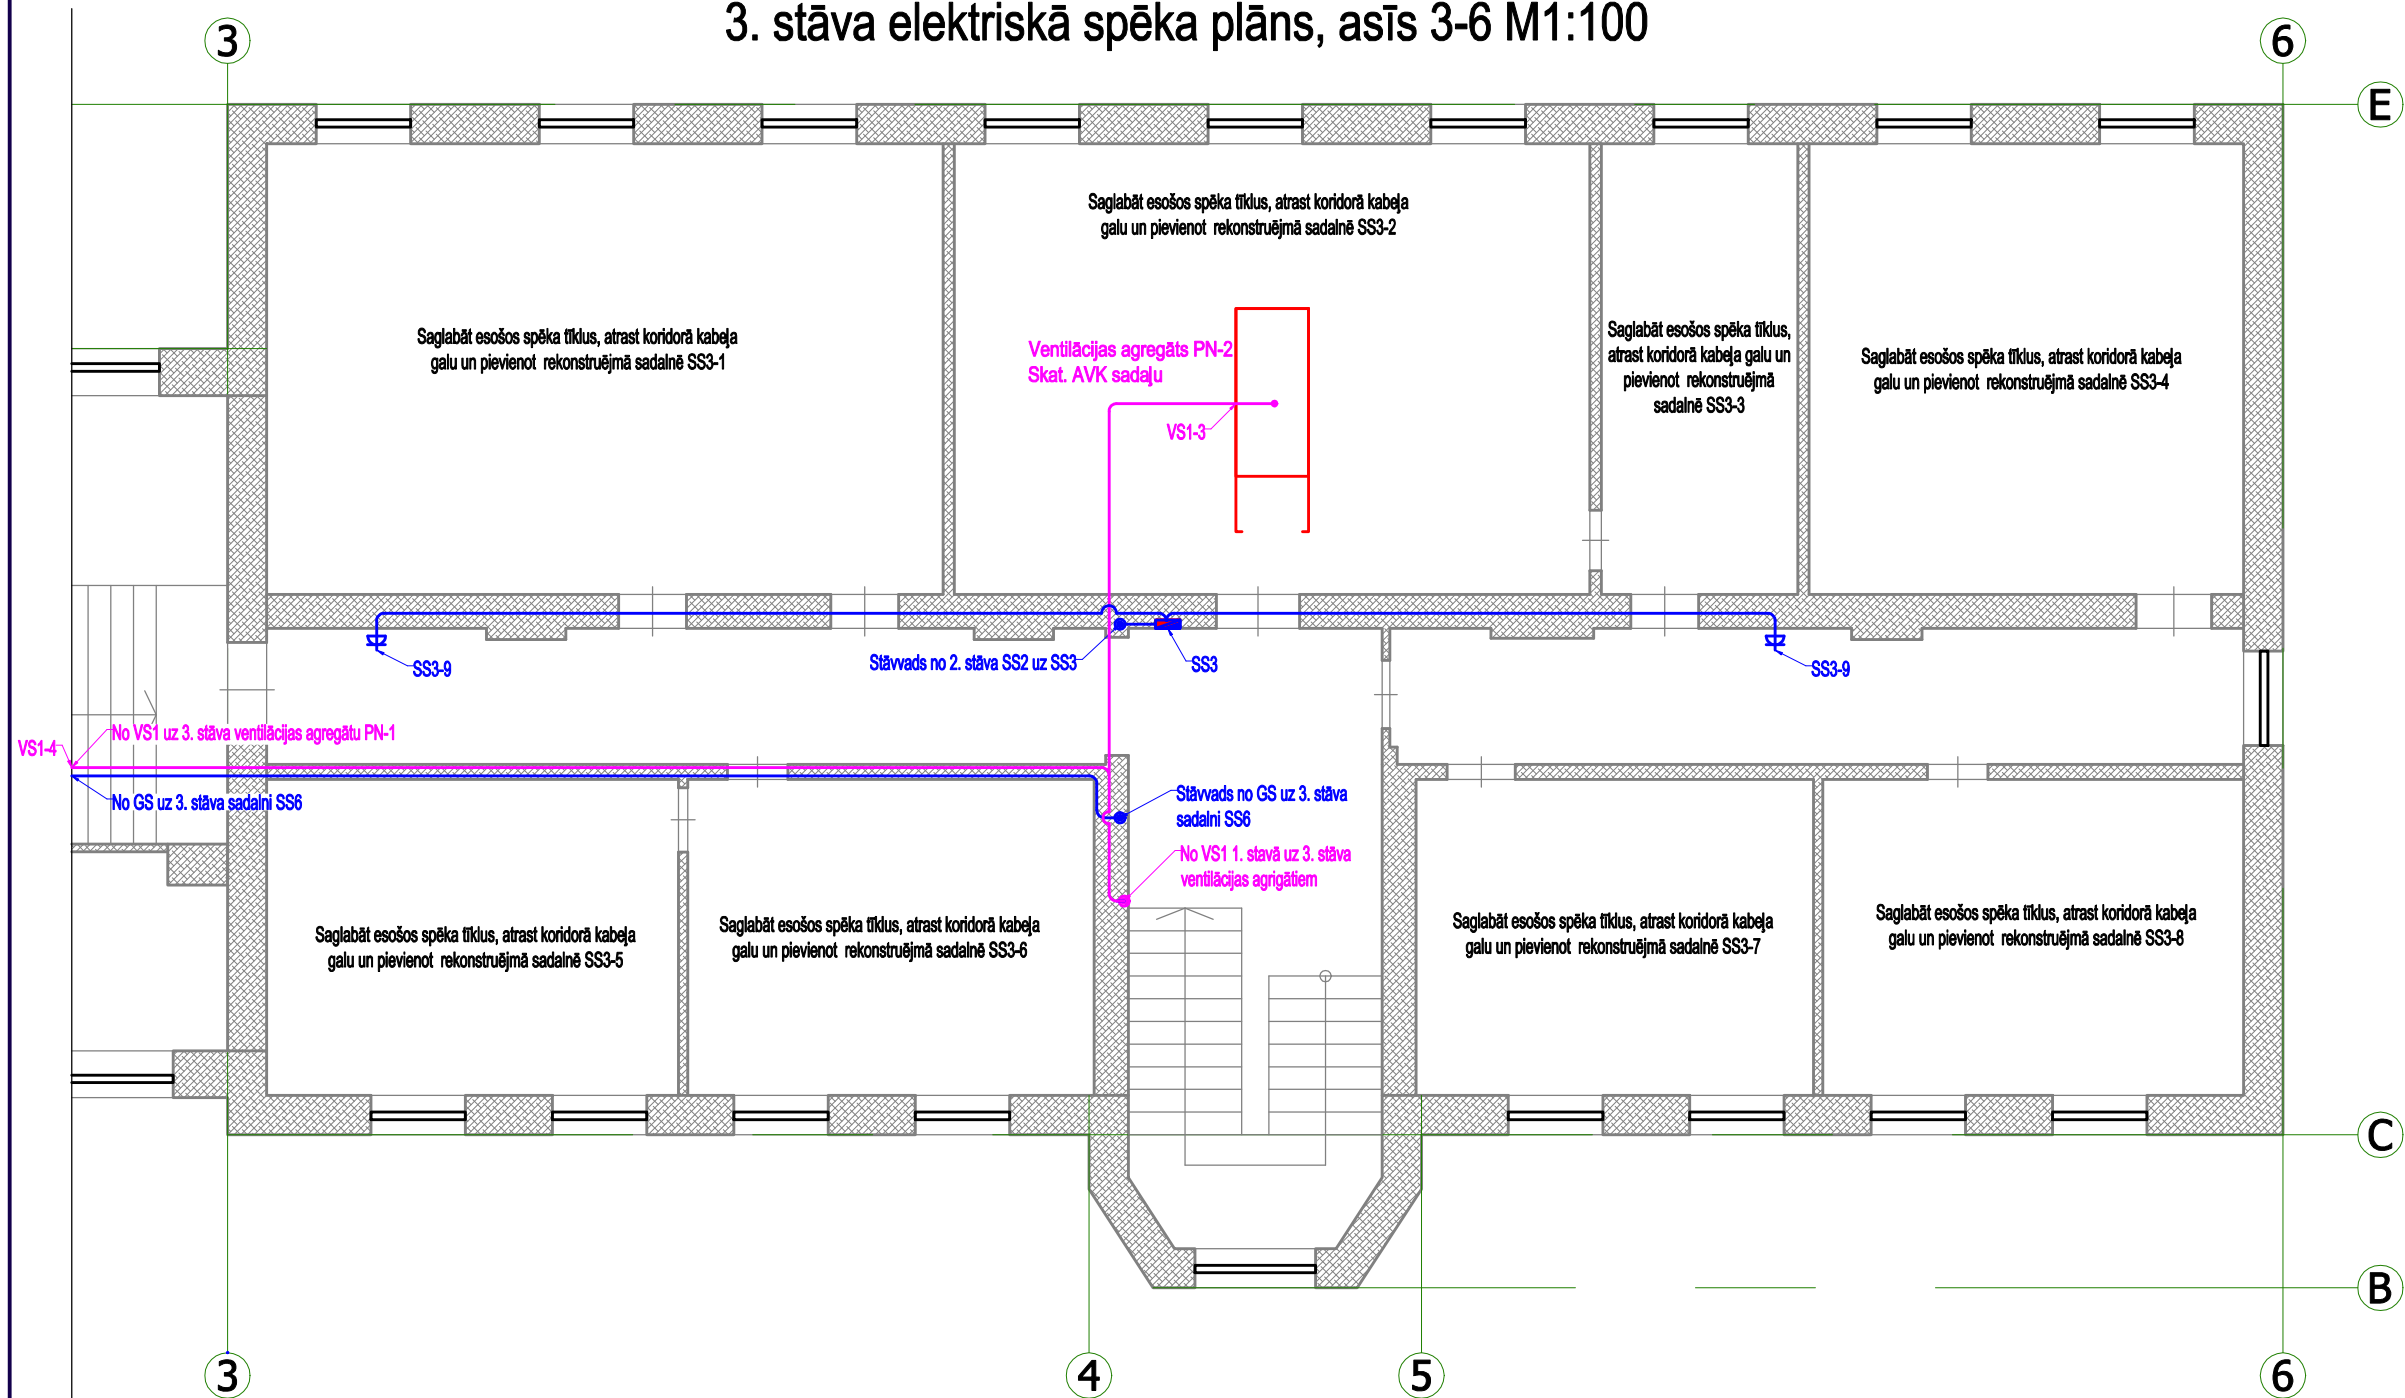 3. stāva elektriskā spēka plāns, asīs 3-6 M1:100
3
6
E
Saglabāt esošos spēka tīklus, atrast koridorā kabeļa
galu un pievienot rekonstruējmā sadalnē SS3-2
Saglabāt esošos spēka tīklus, atrast koridorā kabeļa
galu un pievienot rekonstruējmā sadalnē SS3-1
Ventilācijas agregāts PN-2
Skat. AVK sadaļu
VS1-3
Saglabāt esošos spēka tīklus,
atrast koridorā kabeļa galu un
pievienot rekonstruējmā
sadalnē SS3-3
Saglabāt esošos spēka tīklus, atrast koridorā kabeļa
galu un pievienot rekonstruējmā sadalnē SS3-4
SS3-9
Stāvvads no 2. stāva SS2 uz SS3
SS3
SS3-9
No VS1 uz 3. stāva ventilācijas agregātu PN-1
VS1-4
No GS uz 3. stāva sadalni SS6
Stāvvads no GS uz 3. stāva
sadalni SS6
No VS1 1. stavā uz 3. stāva
ventilācijas agrigātiem
Saglabāt esošos spēka tīklus, atrast koridorā kabeļa
galu un pievienot rekonstruējmā sadalnē SS3-5
Saglabāt esošos spēka tīklus, atrast koridorā kabeļa
galu un pievienot rekonstruējmā sadalnē SS3-6
Saglabāt esošos spēka tīklus, atrast koridorā kabeļa
galu un pievienot rekonstruējmā sadalnē SS3-7
Saglabāt esošos spēka tīklus, atrast koridorā kabeļa
galu un pievienot rekonstruējmā sadalnē SS3-8
C
B
3
4
5
6